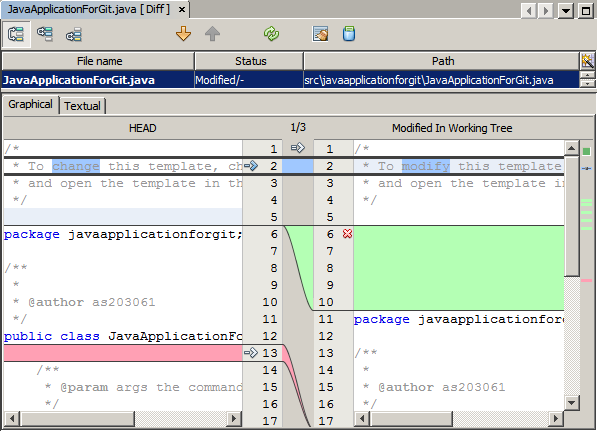 JavaApplicationForGit.java [ Diff ]
File name Status Path
JavaApplicationForGit.java Modified/- src\javaapplicationforgit\JavaApplicationForGit.java
Graphical Textual
HEAD 1/3 Modified In Working Tree
/* 1 1 /*
* To change this template, ch 2 2 * To modify this template
* and open the template in th 3 3 * and open the template in
*/ 4 4 */
5 5
package javaapplicationforgit; 6 6
7 7
/** 8 8
* 9 9
* @author as203061 10 10
*/ 11 11 package javaapplicationforg
public class JavaApplicationFo 12 12
13 13 /**
/** 14 14 *
* @param args the command 15 15 * @author as203061
*/ 16 16 */
17 17